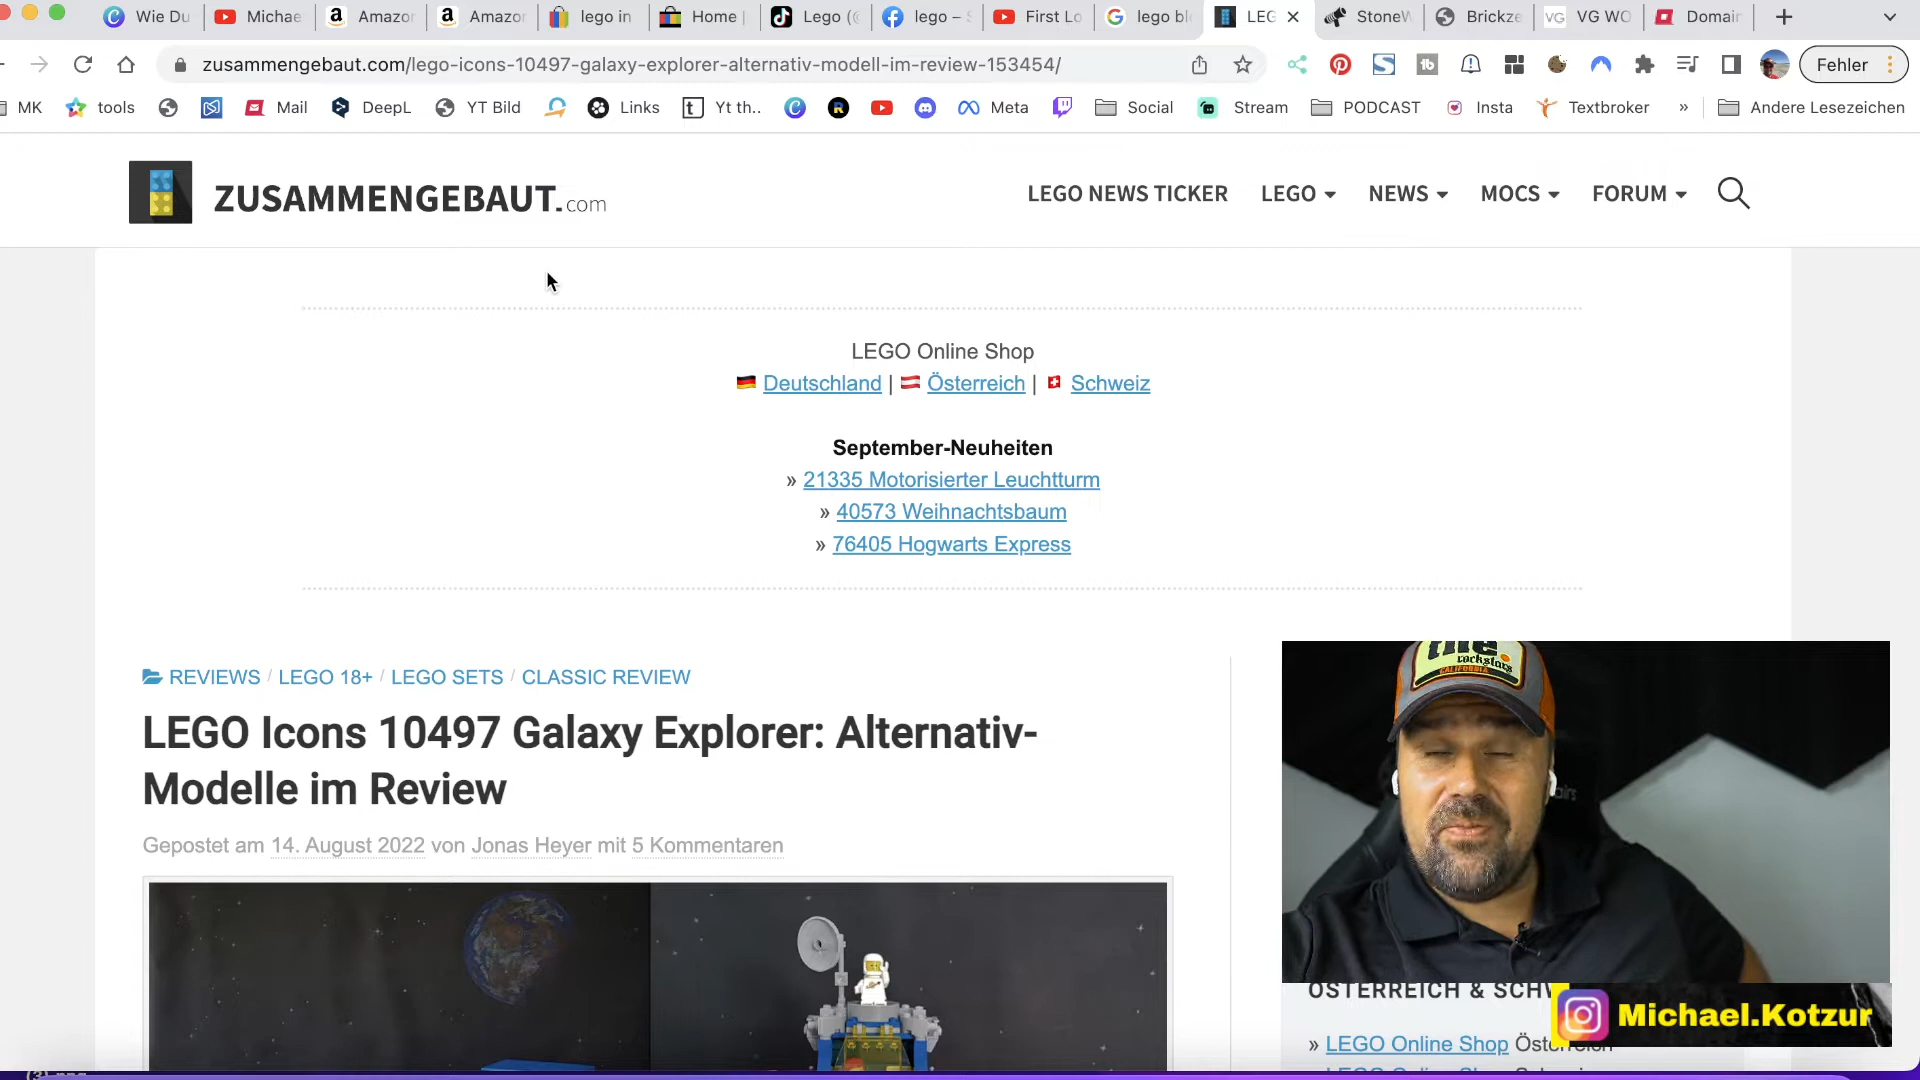 Wie Du
Michae
Amazon
Amazon
lego in
Home |
Lego (@
lego – S
First Lo
lego bl
LEG
StoneW
Brickze
VG WO
Domain
zusammengebaut.com/lego-icons-10497-galaxy-explorer-alternativ-modell-im-review-153454/
Fehler
MK
tools
Mail
DeepL
YT Bild
Links
Yt th..
Meta
Social
Stream
PODCAST
Insta
Textbroker
»
Andere Lesezeichen
ZUSAMMENGEBAUT.com
LEGO NEWS TICKER
LEGO
NEWS
MOCS
FORUM
LEGO Online Shop
Deutschland | Österreich | Schweiz
September-Neuheiten
» 21335 Motorisierter Leuchtturm
» 40573 Weihnachtsbaum
» 76405 Hogwarts Express
REVIEWS / LEGO 18+ / LEGO SETS / CLASSIC REVIEW
LEGO Icons 10497 Galaxy Explorer: Alternativ-
Modelle im Review
Gepostet am 14. August 2022 von Jonas Heyer mit 5 Kommentaren
the.
rockstars
CALIFORNIA
ÖSTERREICH & SCHW
Michael.Kotzur
» LEGO Online Shop Österreich